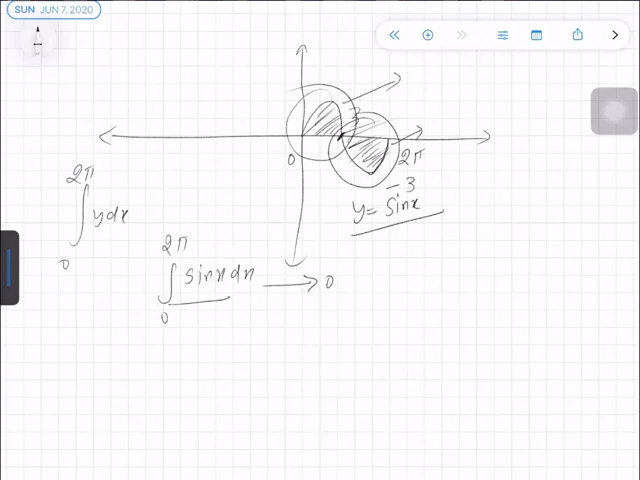 SUN JUN 7, 2020
3
0
2π
-3
y = sinx
2π
∫ydx
0
2π
∫sinxdx → 0
0